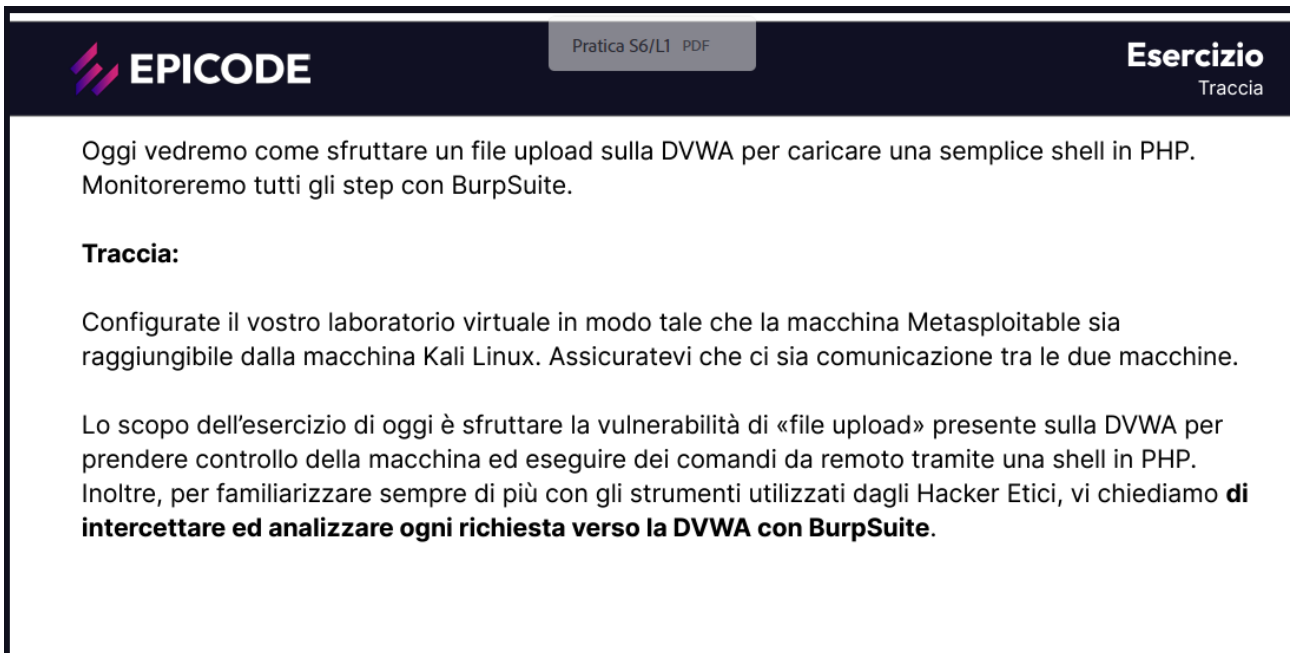 Pratica S6/L1 PDF
EPICODE
Esercizio
Traccia
Oggi vedremo come sfruttare un file upload sulla DVWA per caricare una semplice shell in PHP.
Monitoreremo tutti gli step con BurpSuite.
Traccia:
Configurate il vostro laboratorio virtuale in modo tale che la macchina Metasploitable sia
raggiungibile dalla macchina Kali Linux. Assicuratevi che ci sia comunicazione tra le due macchine.
Lo scopo dell’esercizio di oggi è sfruttare la vulnerabilità di «file upload» presente sulla DVWA per
prendere controllo della macchina ed eseguire dei comandi da remoto tramite una shell in PHP.
Inoltre, per familiarizzare sempre di più con gli strumenti utilizzati dagli Hacker Etici, vi chiediamo di
intercettare ed analizzare ogni richiesta verso la DVWA con BurpSuite.